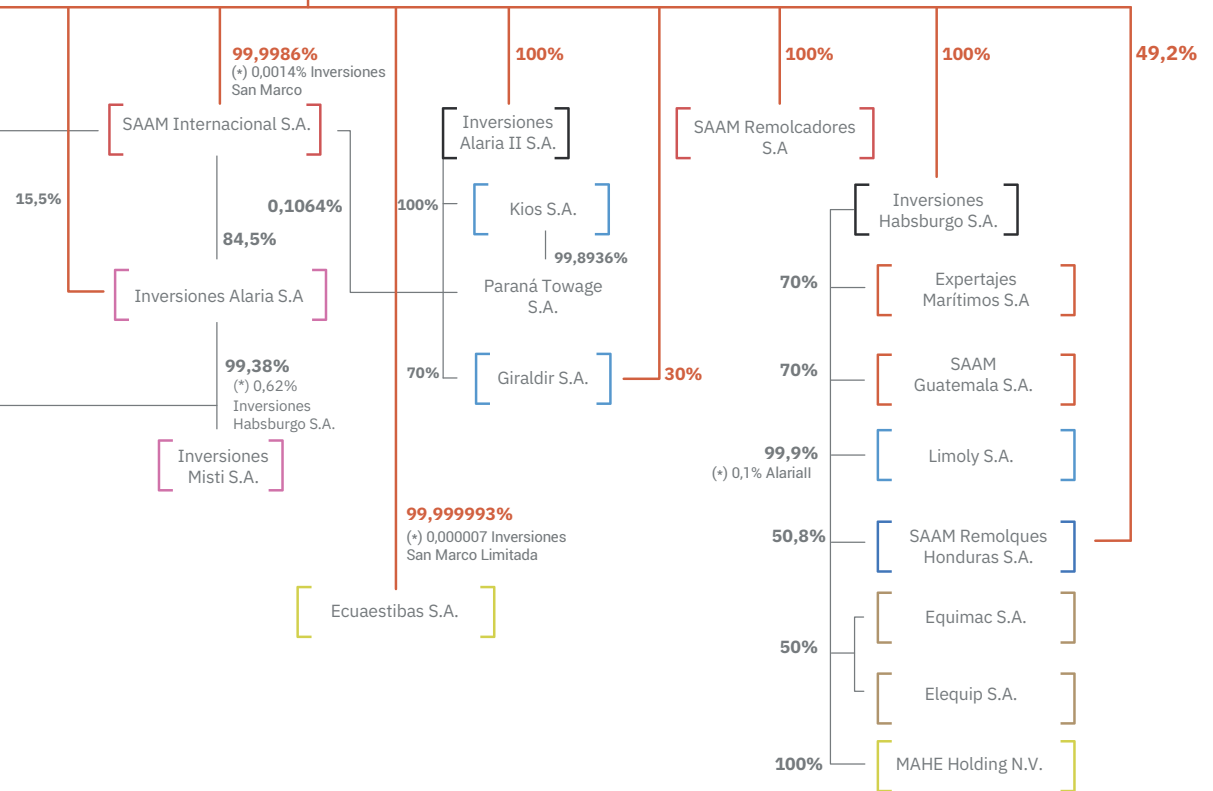 99,9986%
(*) 0,0014% Inversiones
San Marco
SAAM Internacional S.A.
15,5%
0,1064%
84,5%
Inversiones Alaria S.A
99,38%
(*) 0,62%
Inversiones
Habsburgo S.A.
Inversiones
Misti S.A.
99,999993%
(*) 0,000007 Inversiones
San Marco Limitada
Ecuaestibas S.A.
100%
Inversiones
Alaria II S.A.
100%
Kios S.A.
99,8936%
Paraná Towage
S.A.
70%
Giraldir S.A.
30%
100%
SAAM Remolcadores
S.A
100%
Inversiones
Habsburgo S.A.
70%
Expertajes
Marítimos S.A
70%
SAAM
Guatemala S.A.
99,9%
(*) 0,1% AlariaII
Limoly S.A.
50,8%
SAAM Remolques
Honduras S.A.
49,2%
50%
Equimac S.A.
Elequip S.A.
100%
MAHE Holding N.V.